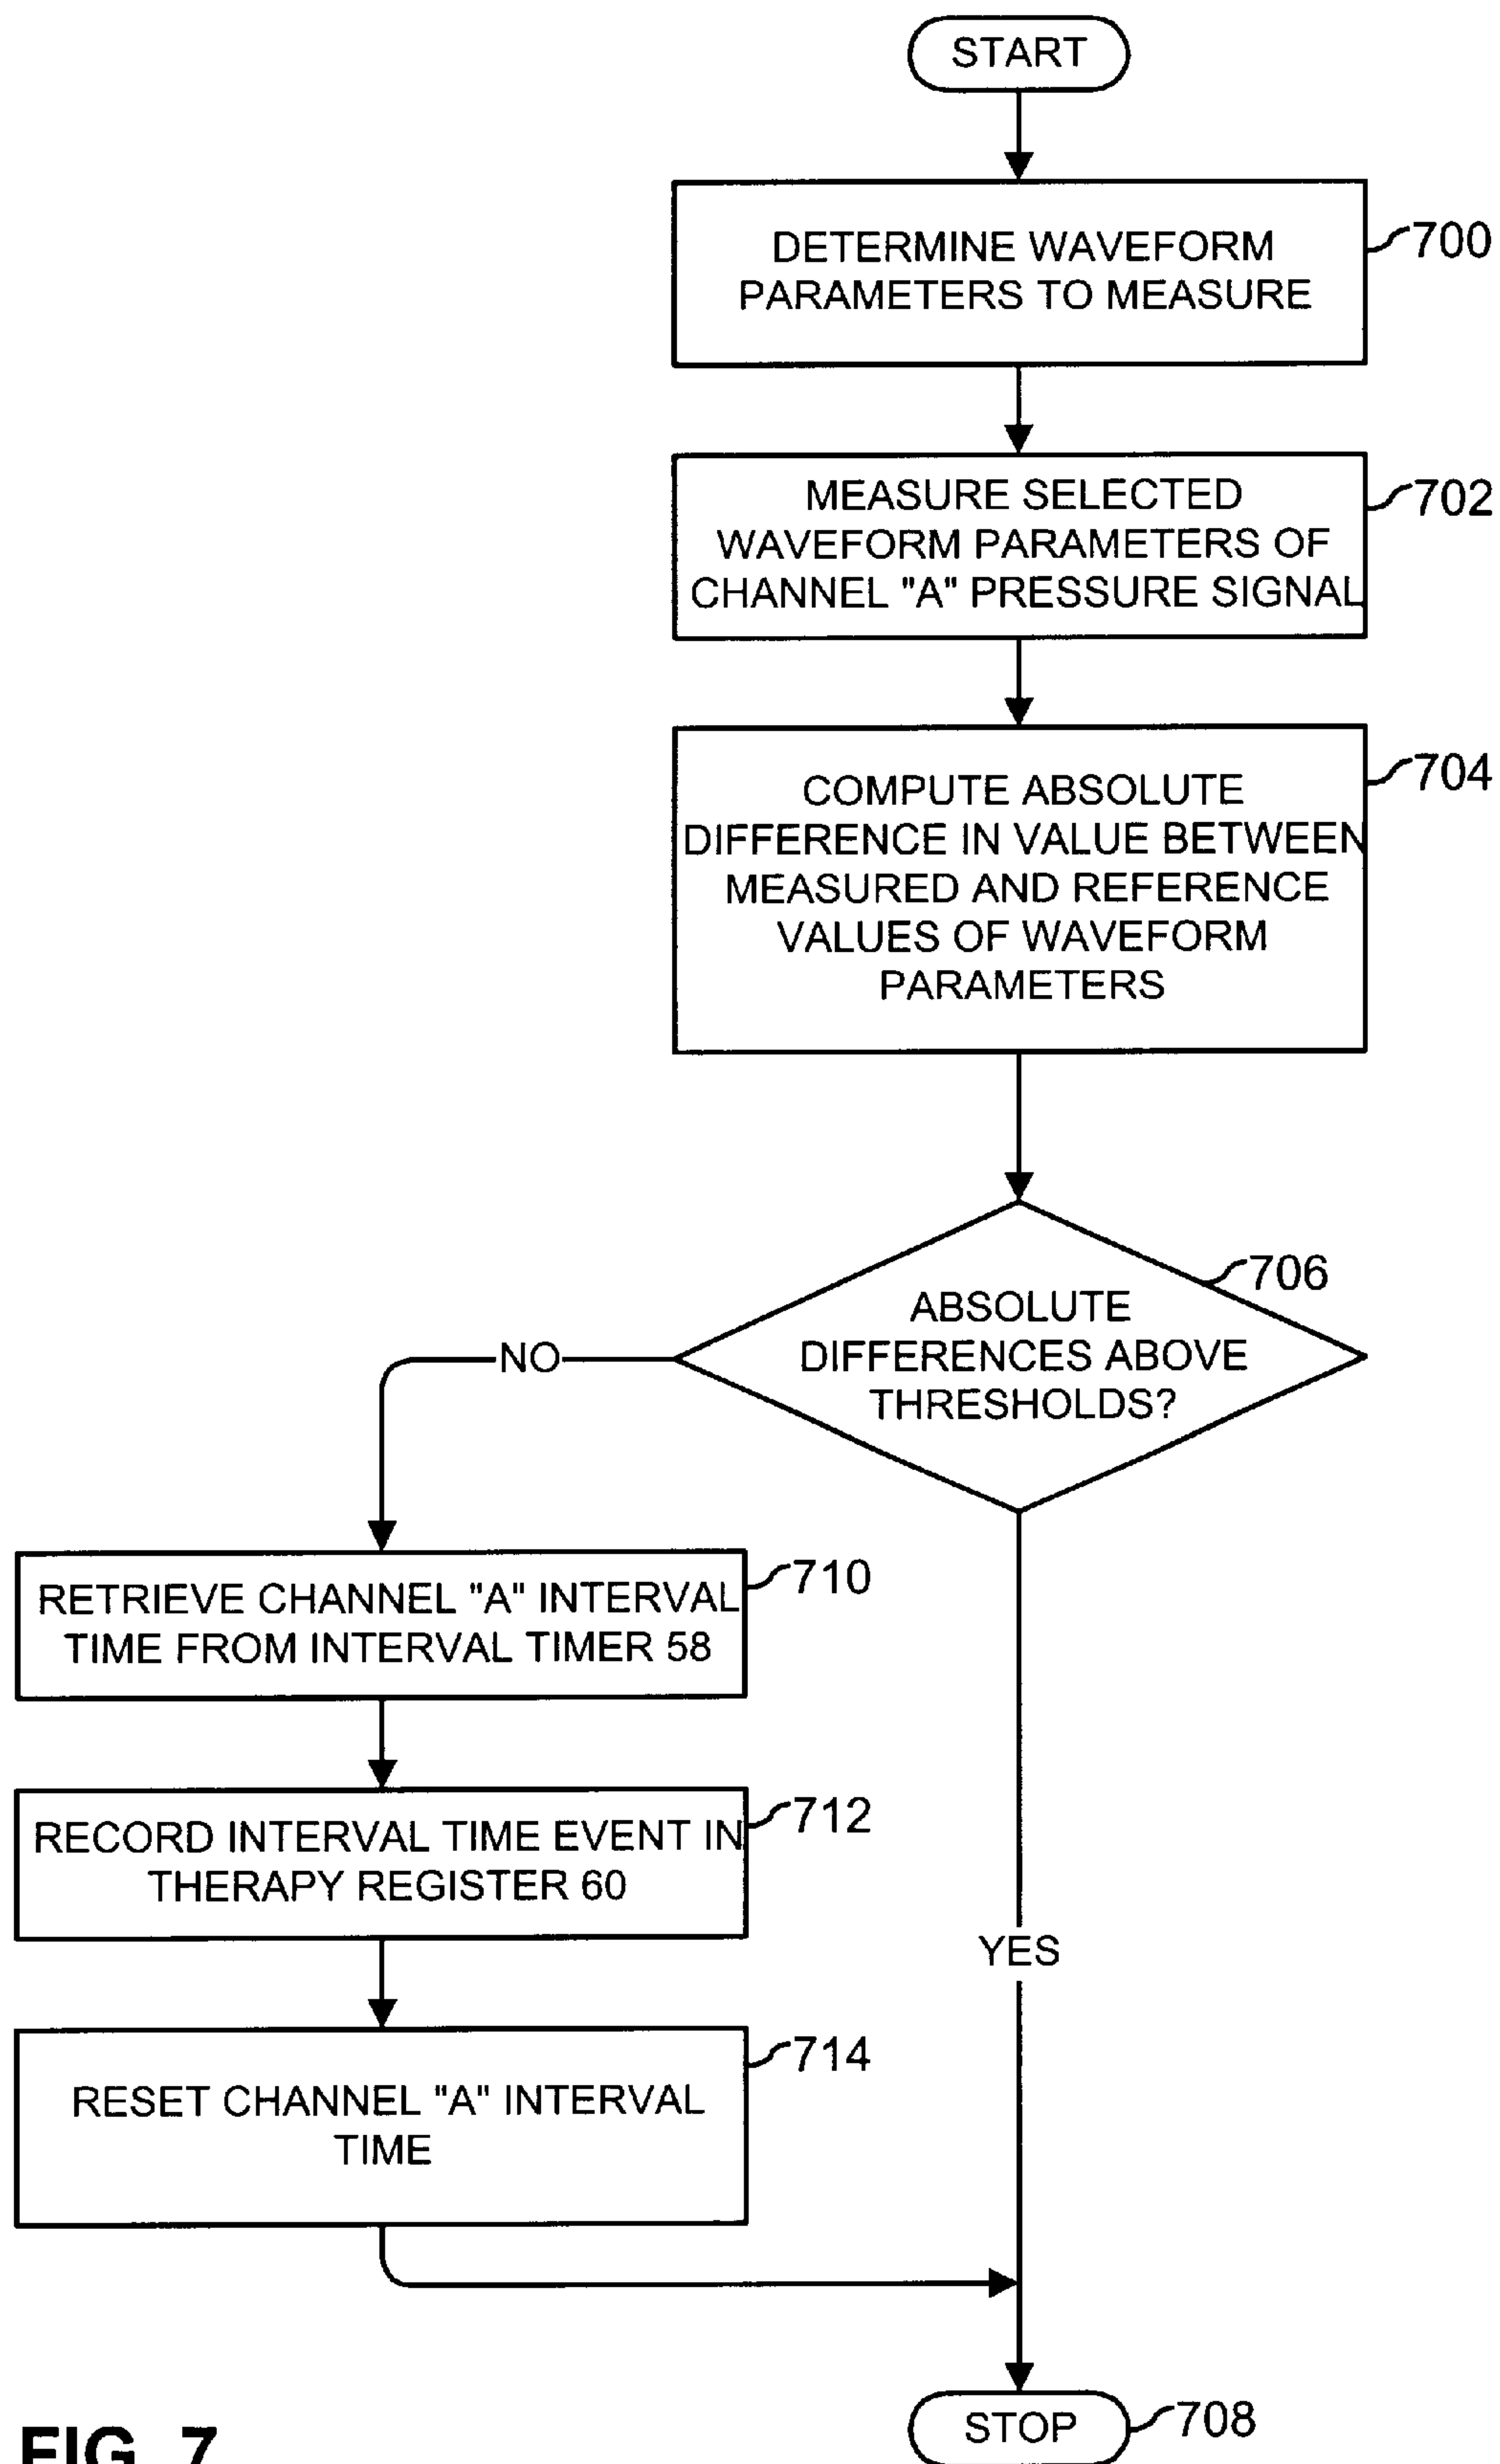 START
DETERMINE WAVEFORM
PARAMETERS TO MEASURE
700
MEASURE SELECTED
WAVEFORM PARAMETERS OF
CHANNEL "A" PRESSURE SIGNAL
702
COMPUTE ABSOLUTE
DIFFERENCE IN VALUE BETWEEN
MEASURED AND REFERENCE
VALUES OF WAVEFORM
PARAMETERS
704
ABSOLUTE
DIFFERENCES ABOVE
THRESHOLDS?
706
NO
RETRIEVE CHANNEL "A" INTERVAL
TIME FROM INTERVAL TIMER 58
710
RECORD INTERVAL TIME EVENT IN
THERAPY REGISTER 60
712
YES
RESET CHANNEL "A" INTERVAL
TIME
714
STOP
708
FIG. 7